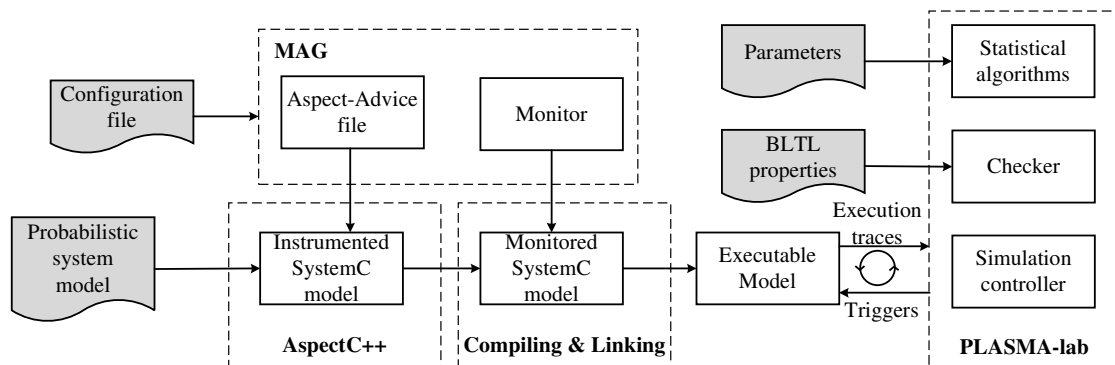 MAG
Configuration
file
Aspect-Advice
file
Monitor
Parameters
Statistical
algorithms
BLTL
properties
Checker
Probabilistic
system
model
Instrumented
SystemC
model
Monitored
SystemC
model
Executable
Model
Execution
traces
Triggers
Simulation
controller
AspectC++
Compiling & Linking
PLASMA-lab